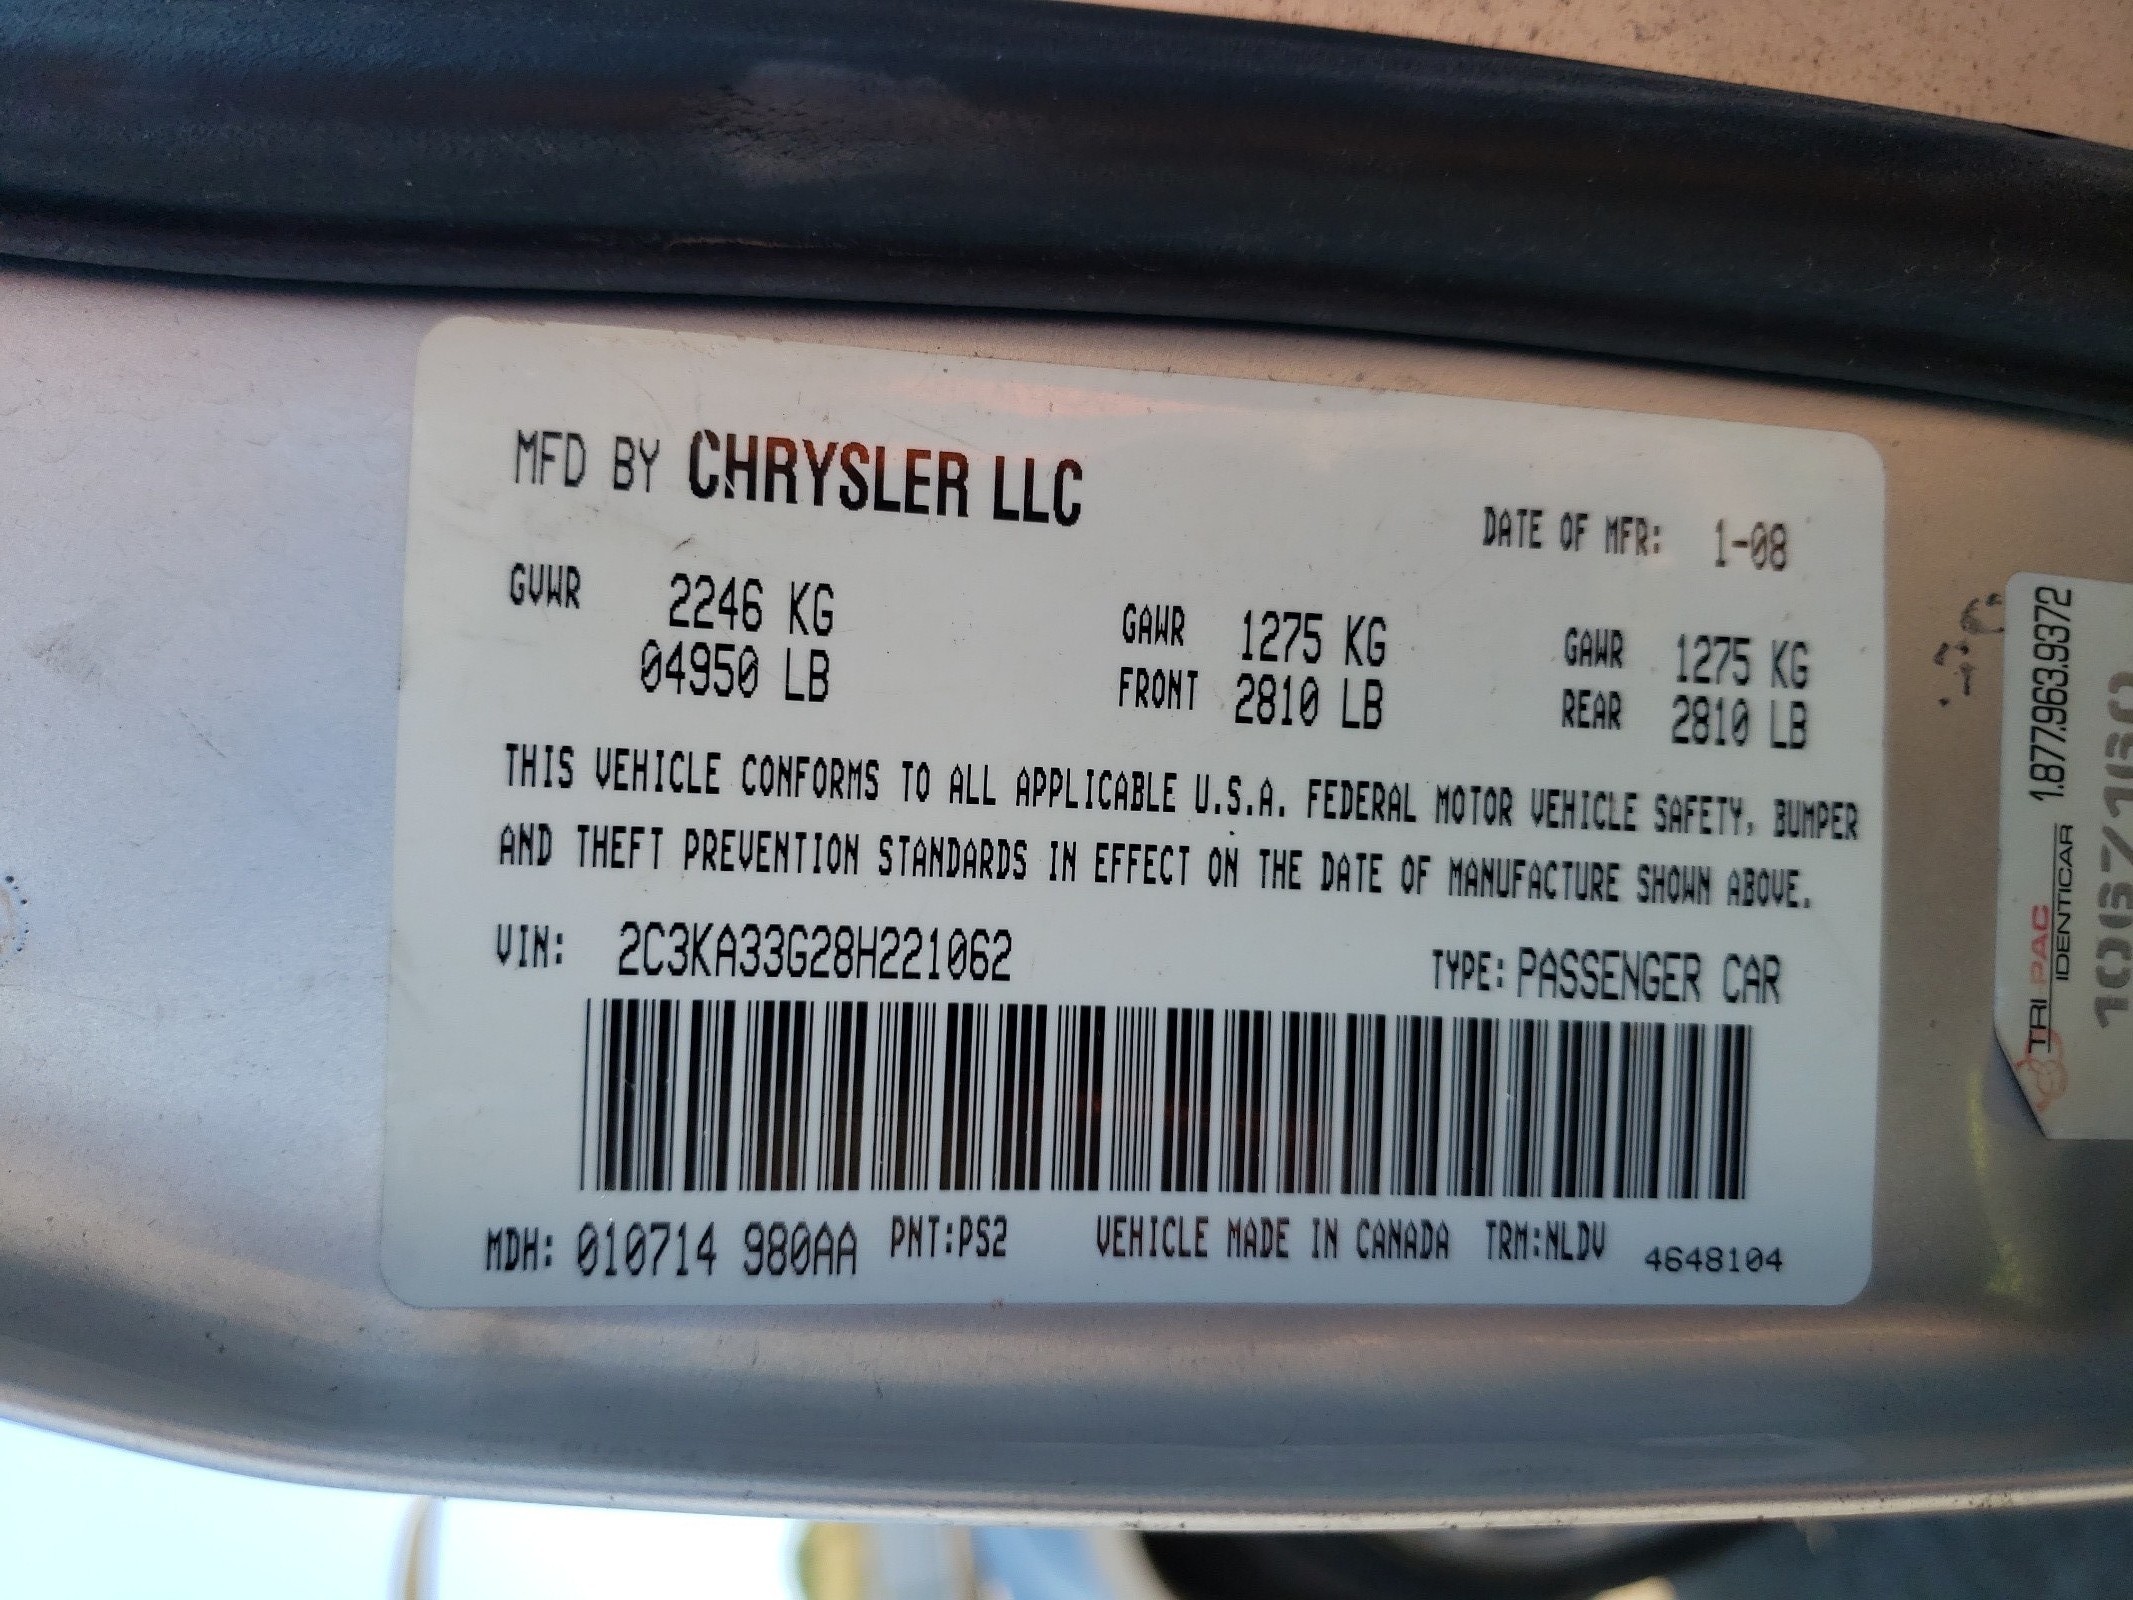 MFD BY CHRYSLER LLC
DATE OF MFR: 1-08
GVWR 2246 KG
04950 LB
GAWR 1275 KG
FRONT 2810 LB
GAWR 1275 KG
REAR 2810 LB
THIS VEHICLE CONFORMS TO ALL APPLICABLE U.S.A. FEDERAL MOTOR VEHICLE SAFETY, BUMPER
AND THEFT PREVENTION STANDARDS IN EFFECT ON THE DATE OF MANUFACTURE SHOWN ABOVE.
VIN: 2C3KA33G28H221062
TYPE: PASSENGER CAR
MDH: 010714 980AA PNT:PS2 VEHICLE MADE IN CANADA TRM:NLDV 4648104
TRI PAC
IDENTICAR 1.877.963.9372